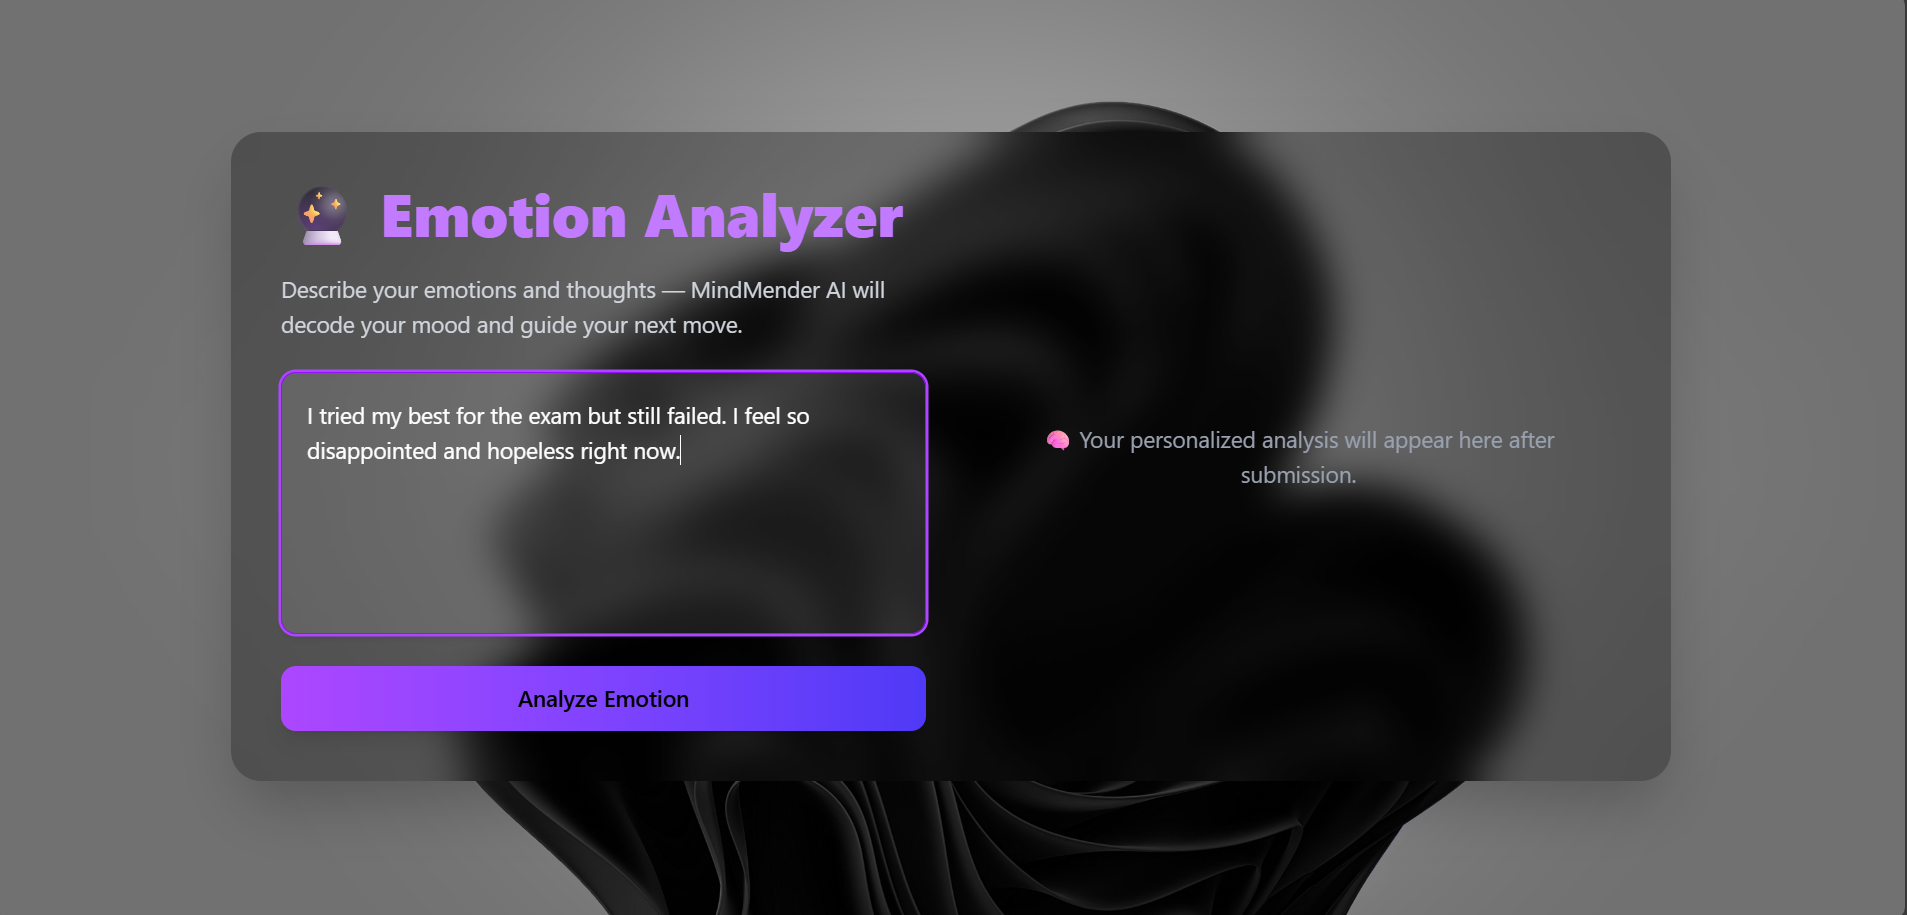 Emotion Analyzer
Describe your emotions and thoughts — MindMender AI will
decode your mood and guide your next move.
I tried my best for the exam but still failed. I feel so
disappointed and hopeless right now.
Analyze Emotion
Your personalized analysis will appear here after
submission.